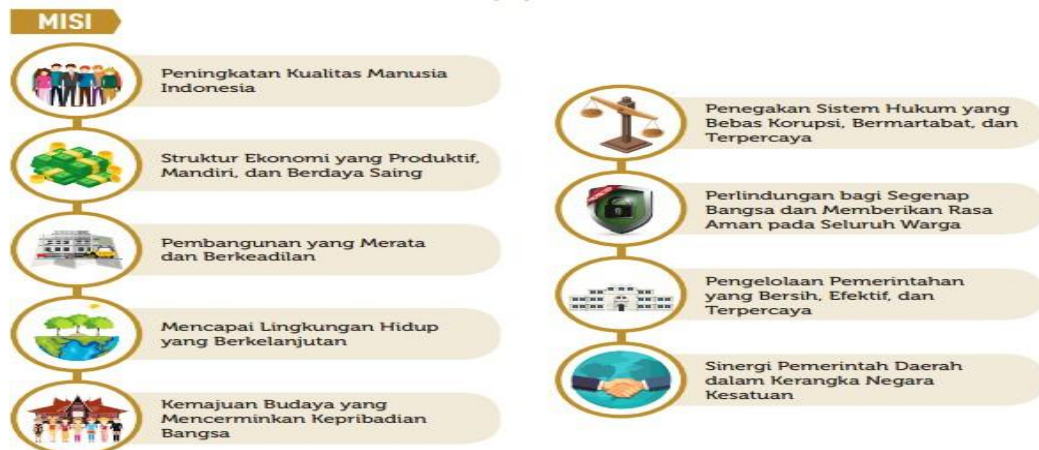 MISI
Peningkatan Kualitas Manusia
Indonesia
Struktur Ekonomi yang Produktif,
Mandiri, dan Berdaya Saing
Pembangunan yang Merata
dan Berkeadilan
Mencapai Lingkungan Hidup
yang Berkelanjutan
Kemajuan Budaya yang
Mencerminkan Kepribadian
Bangsa
Penegakan Sistem Hukum yang
Bebas Korupsi, Bermartabat, dan
Terpercaya
Perlindungan bagi Segenap
Bangsa dan Memberikan Rasa
Aman pada Seluruh Warga
Pengelolaan Pemerintahan
yang Bersih, Efektif, dan
Terpercaya
Sinergi Pemerintah Daerah
dalam Kerangka Negara
Kesatuan